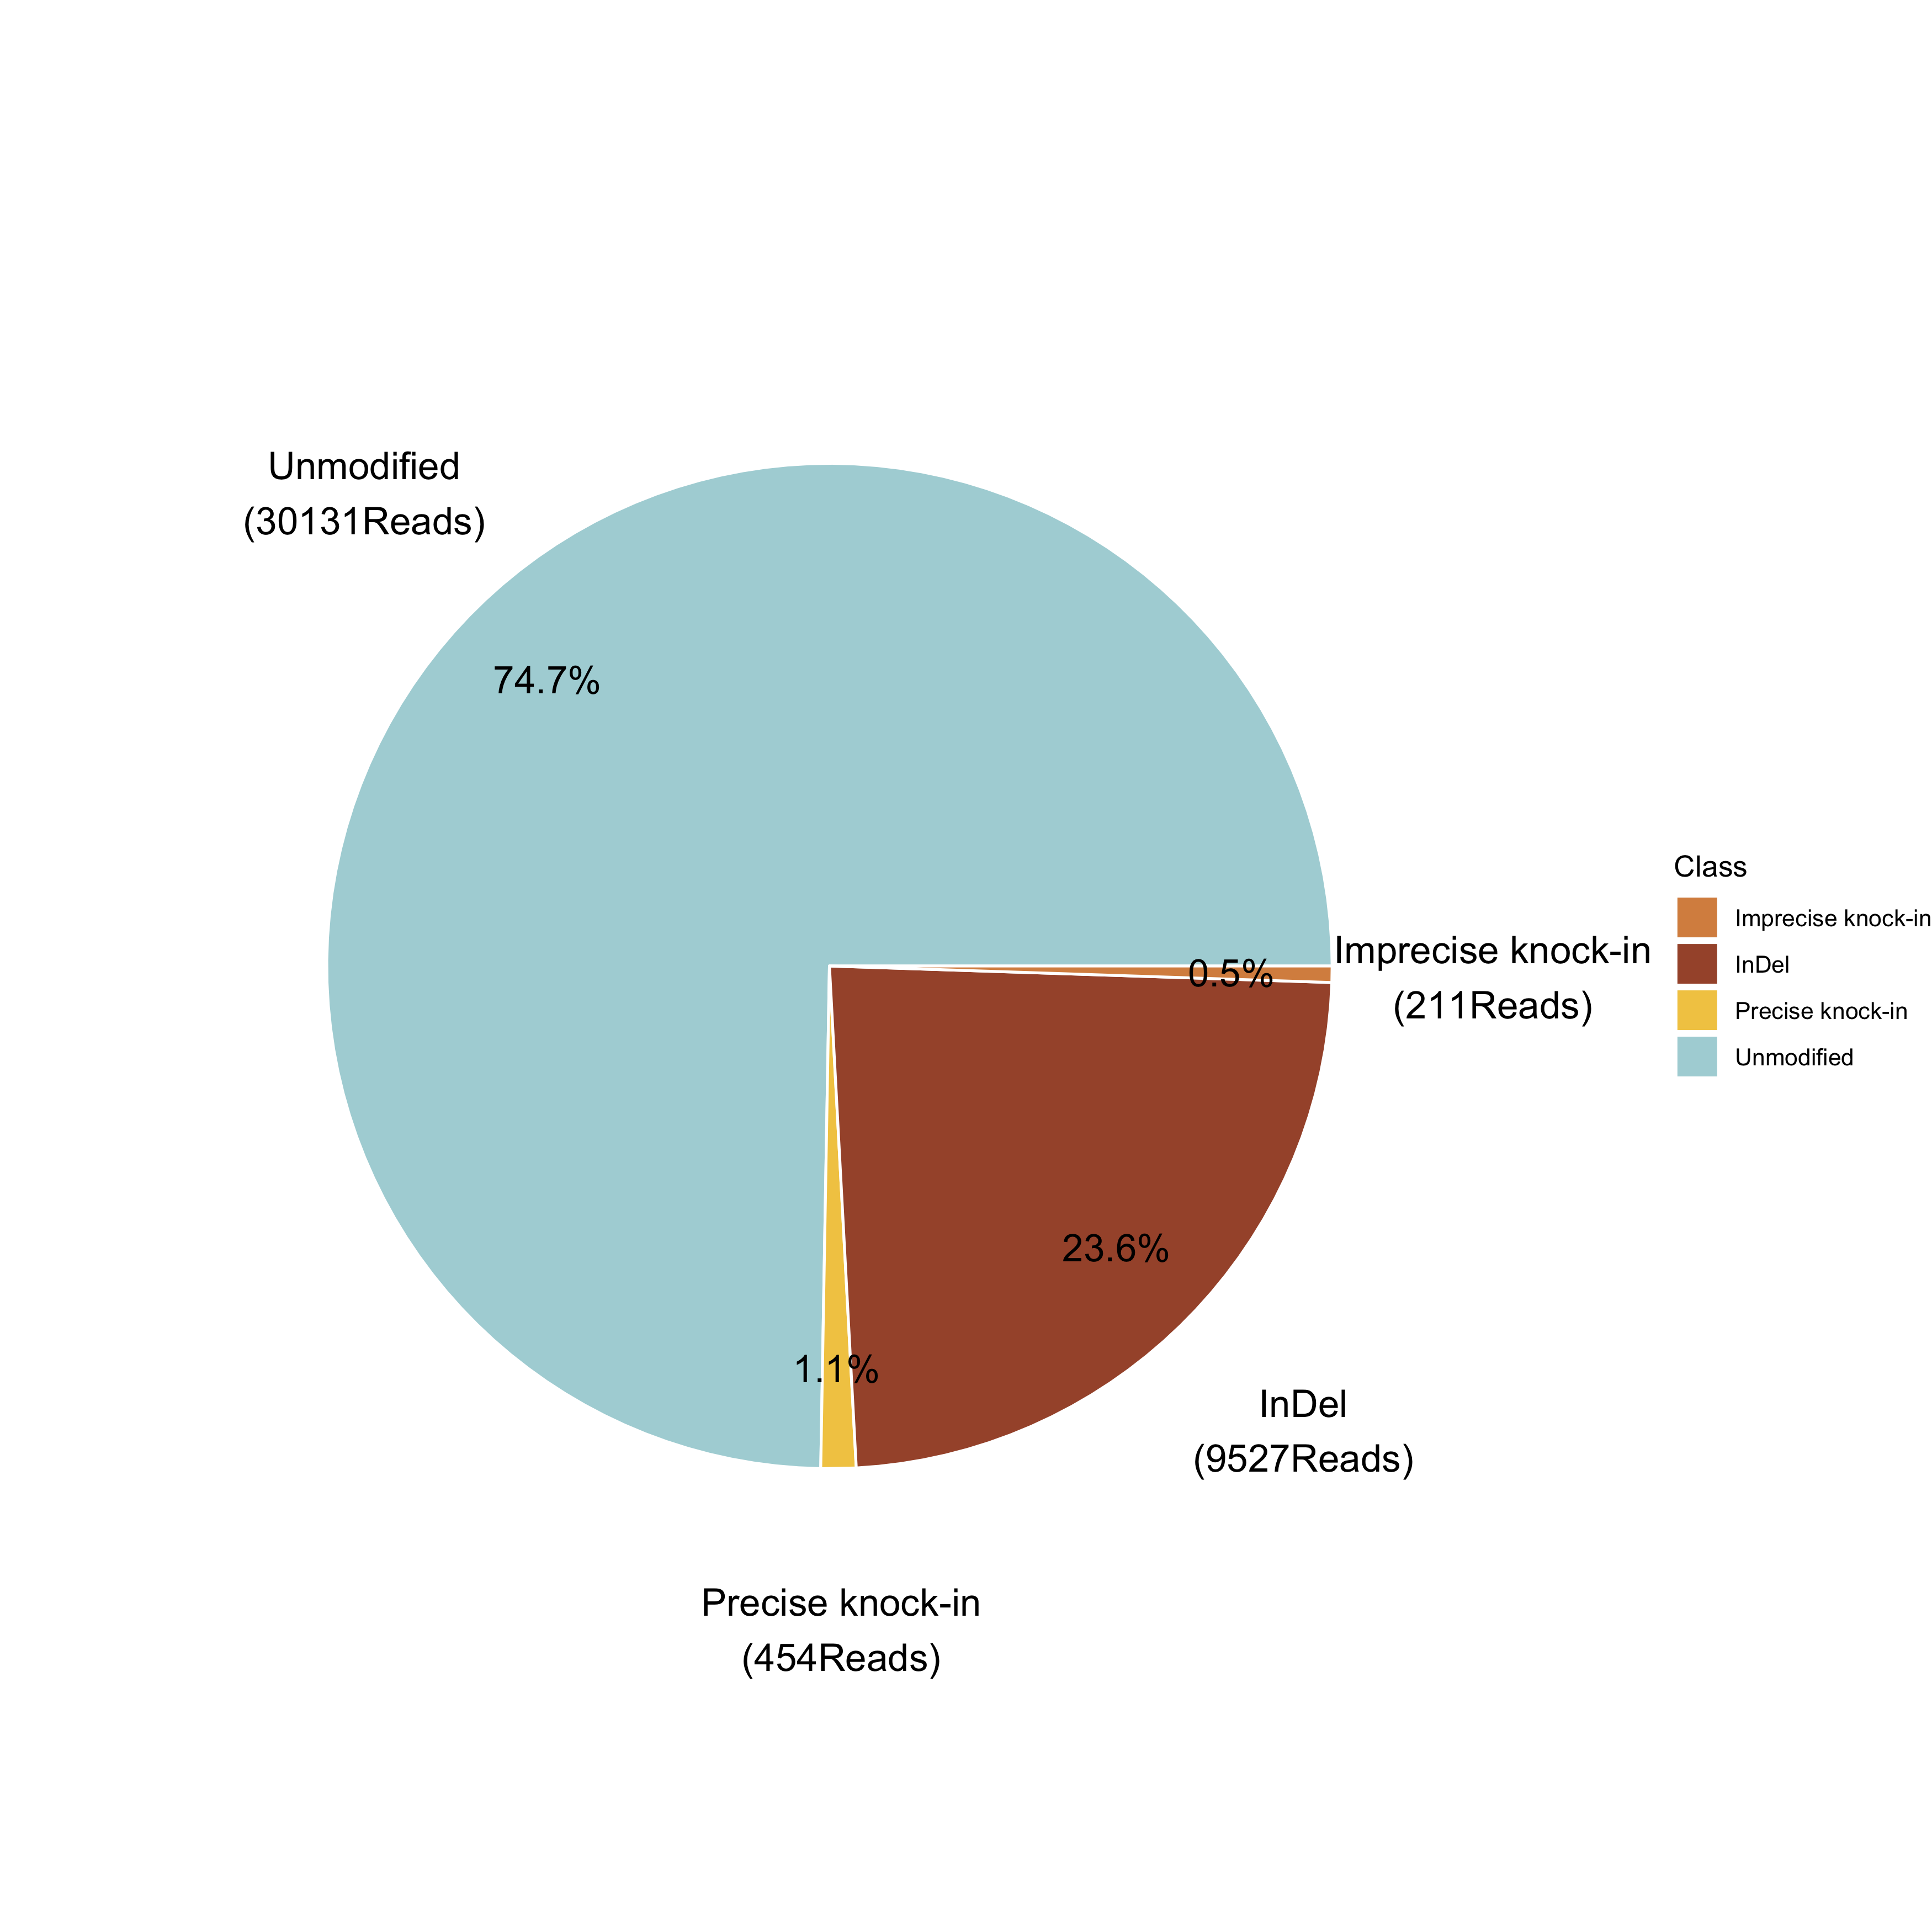 Unmodified
(30131Reads)
74.7%
Imprecise knock-in
(211Reads)
0.5%
23.6%
InDel
(9527Reads)
1.1%
Precise knock-in
(454Reads)
Class
Imprecise knock-in
InDel
Precise knock-in
Unmodified